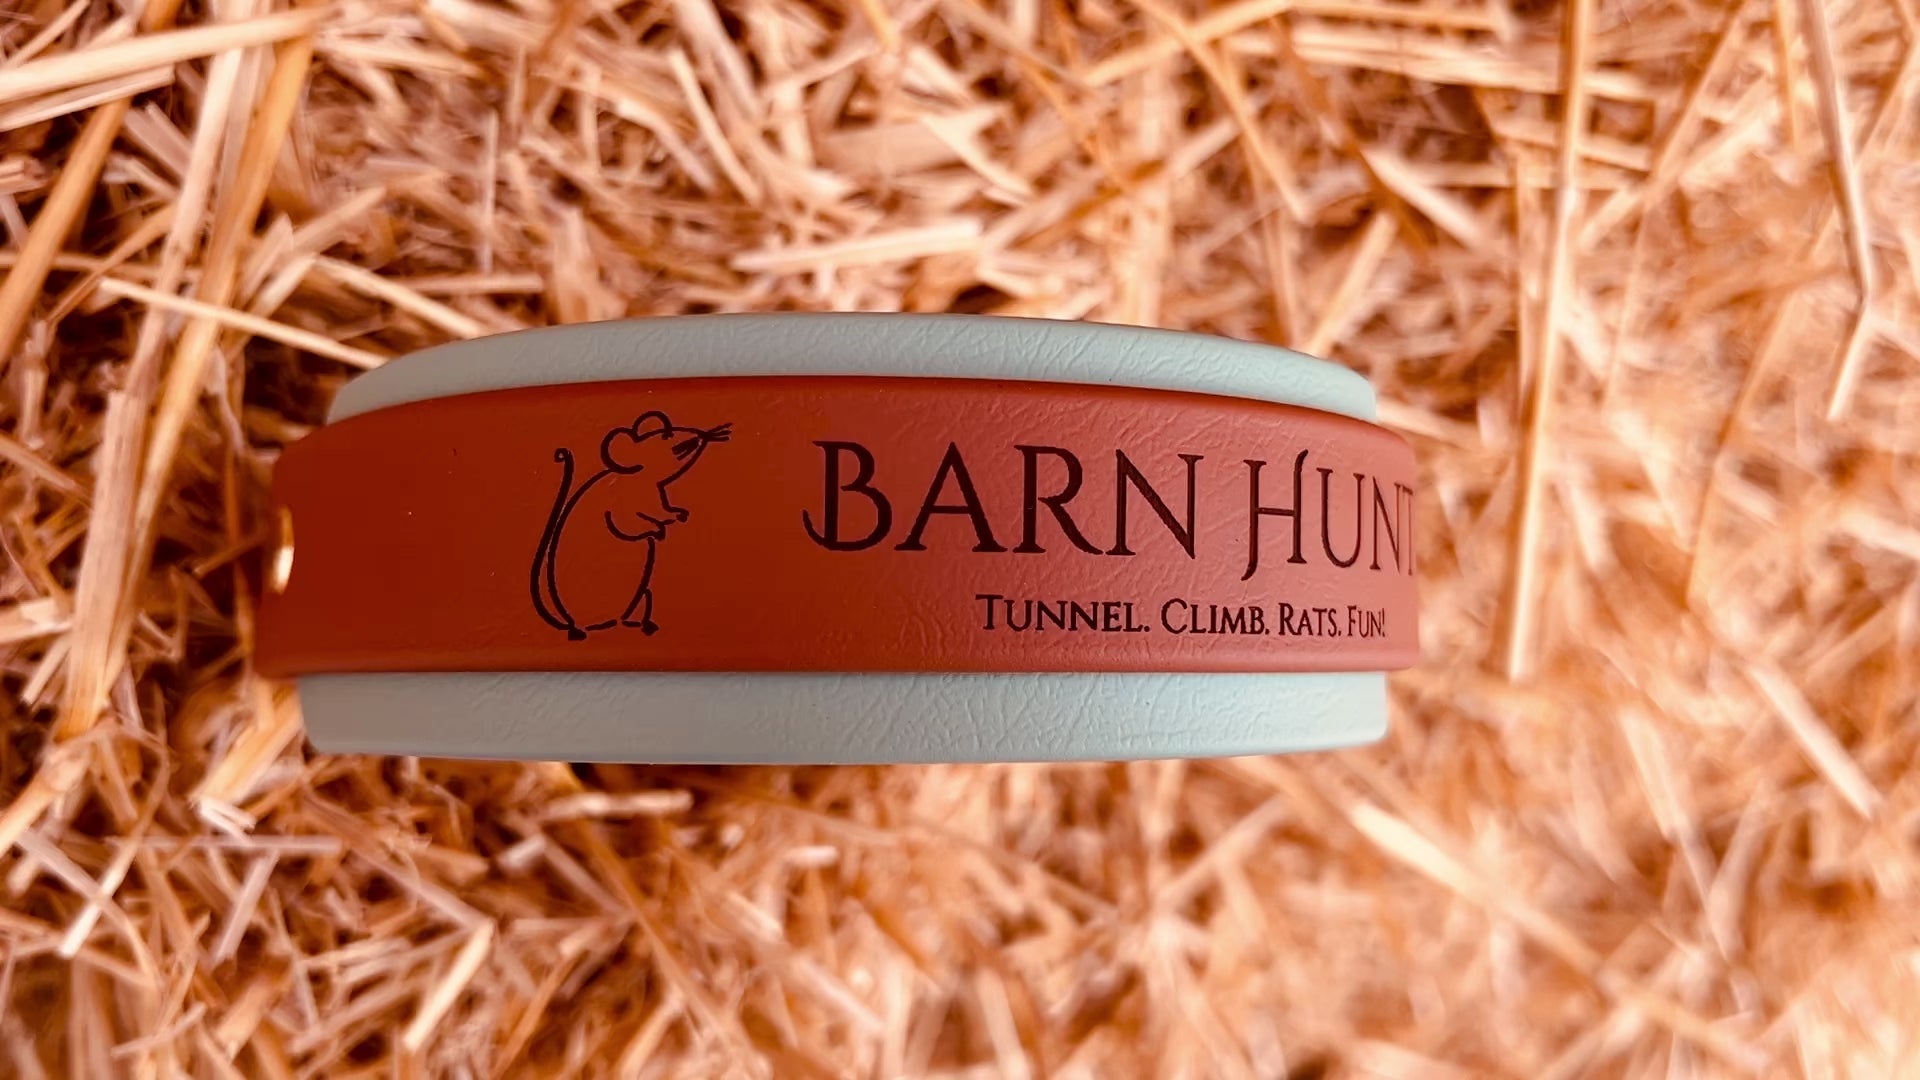 BARN HUNT
TUNNEL. CLIMB. RATS. FUN!